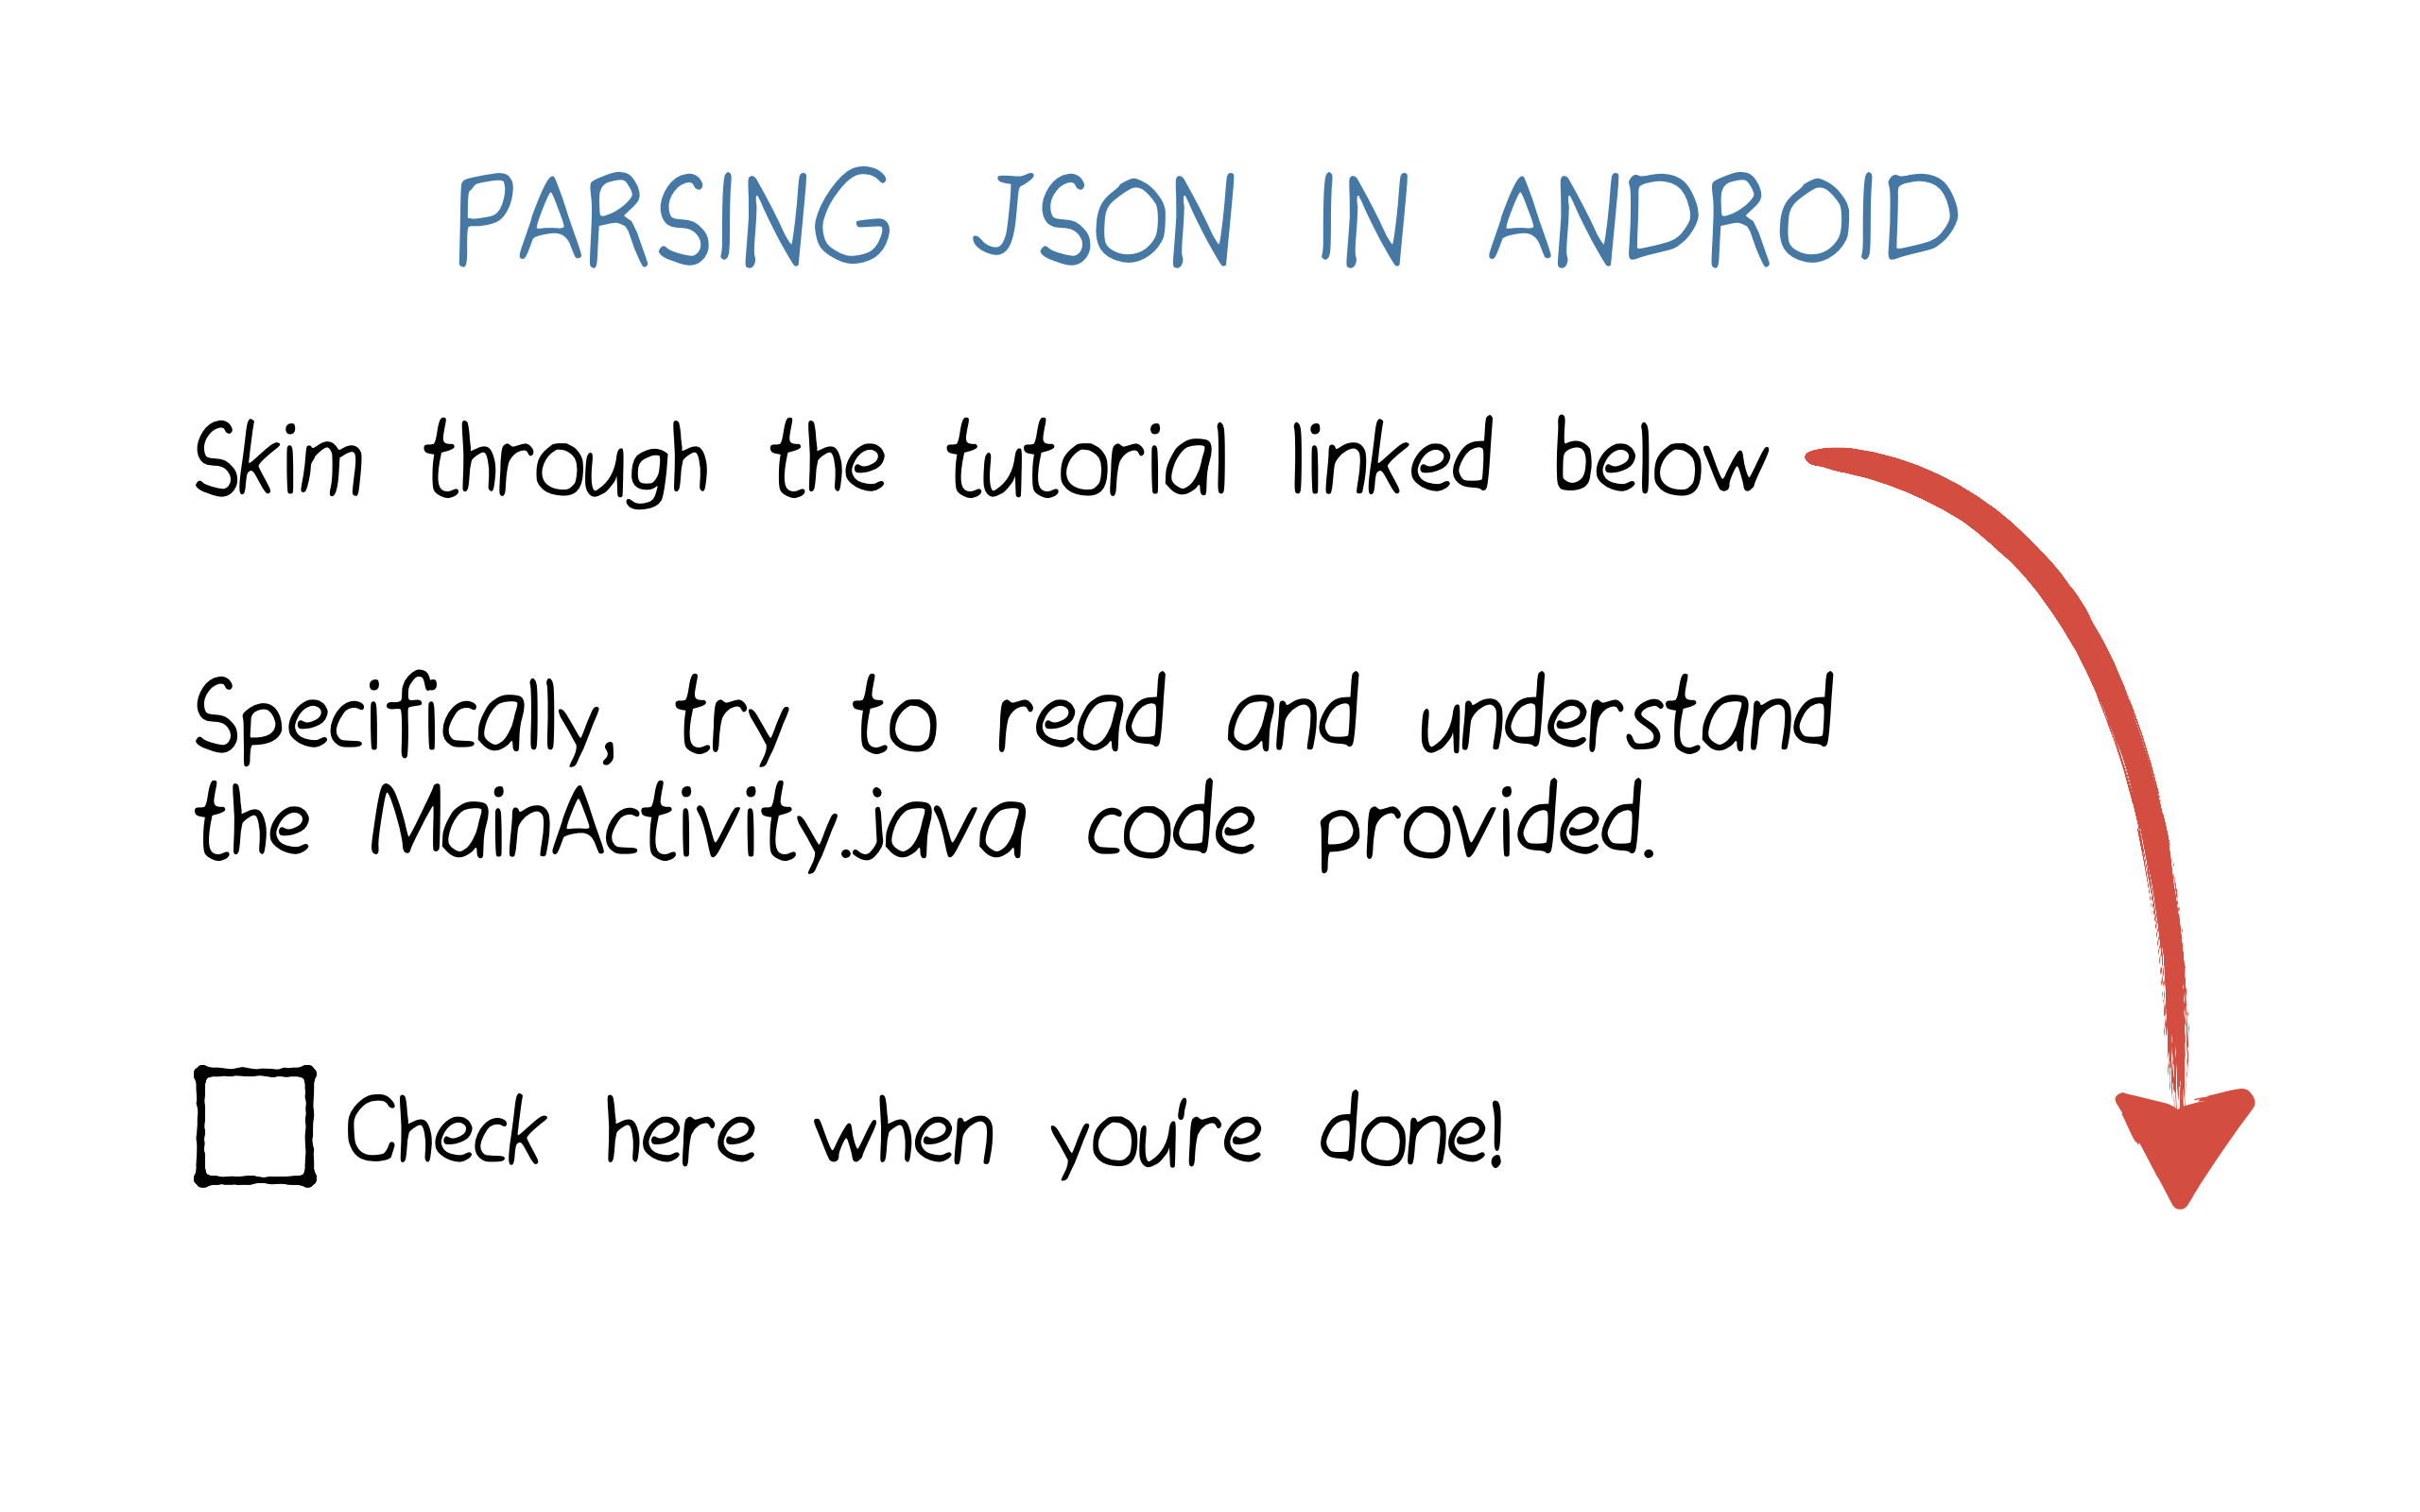 PARSING JSON IN ANDROID
Skim through the tutorial linked below
Specifically, try to read and understand
the MainActivity.java code provided.
Check here when you're done!